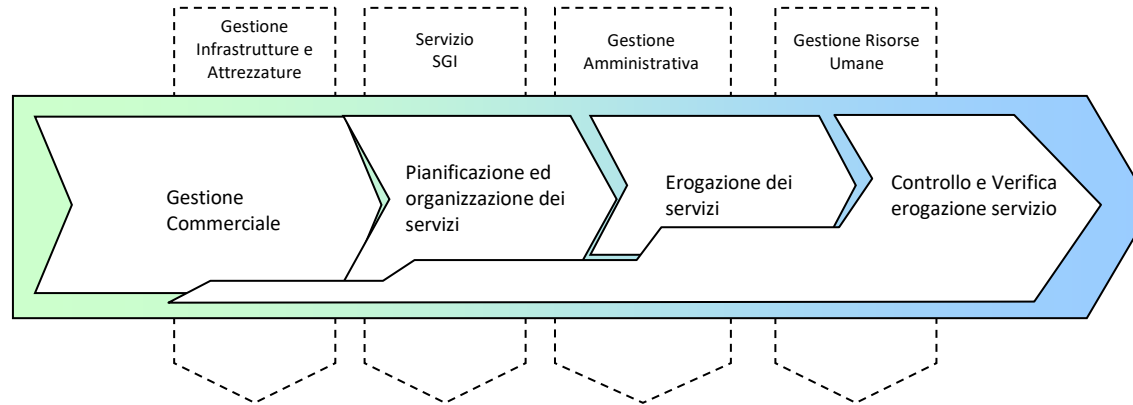 Gestione
Infrastrutture e
Attrezzature
Servizio
SGI
Gestione
Amministrativa
Gestione Risorse
Umane
Gestione
Commerciale
Pianificazione ed
organizzazione dei
servizi
Erogazione dei
servizi
Controllo e Verifica
erogazione servizio